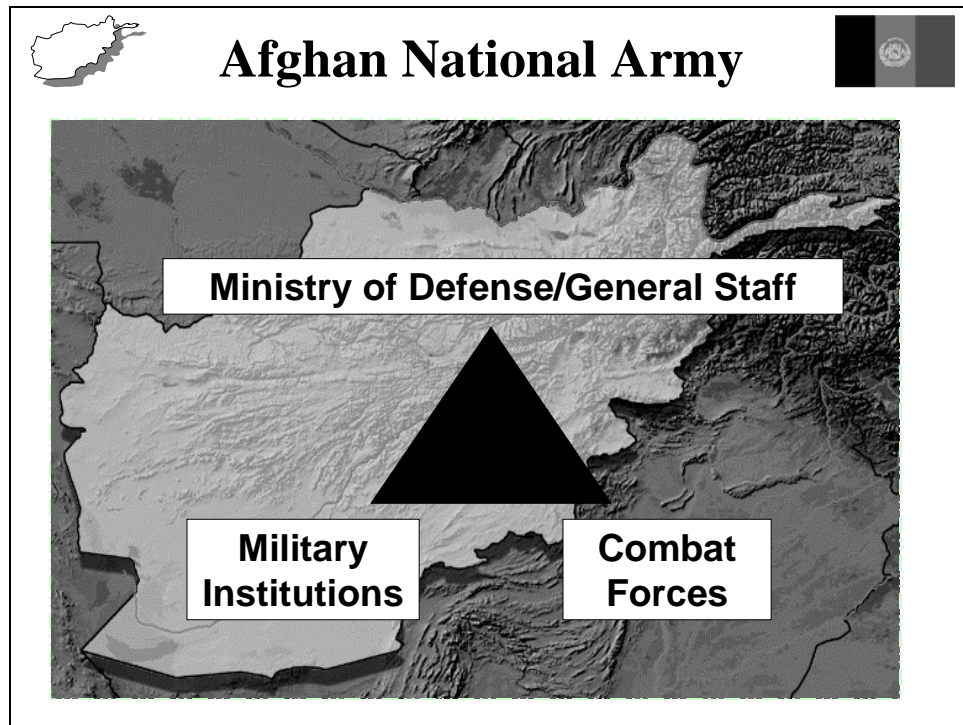 Afghan National Army
Ministry of Defense/General Staff
Military
Institutions
Combat
Forces